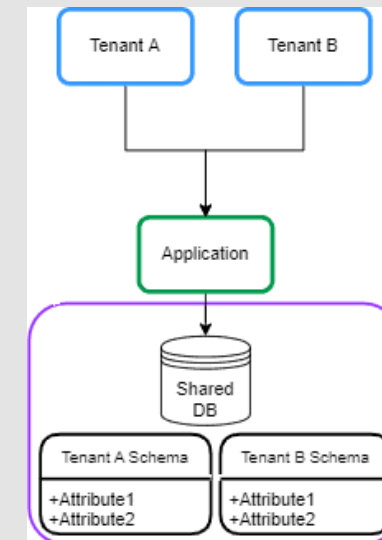 Tenant A
Tenant B
Application
Shared
DB
Tenant A Schema
+Attribute1
+Attribute2
Tenant B Schema
+Attribute1
+Attribute2